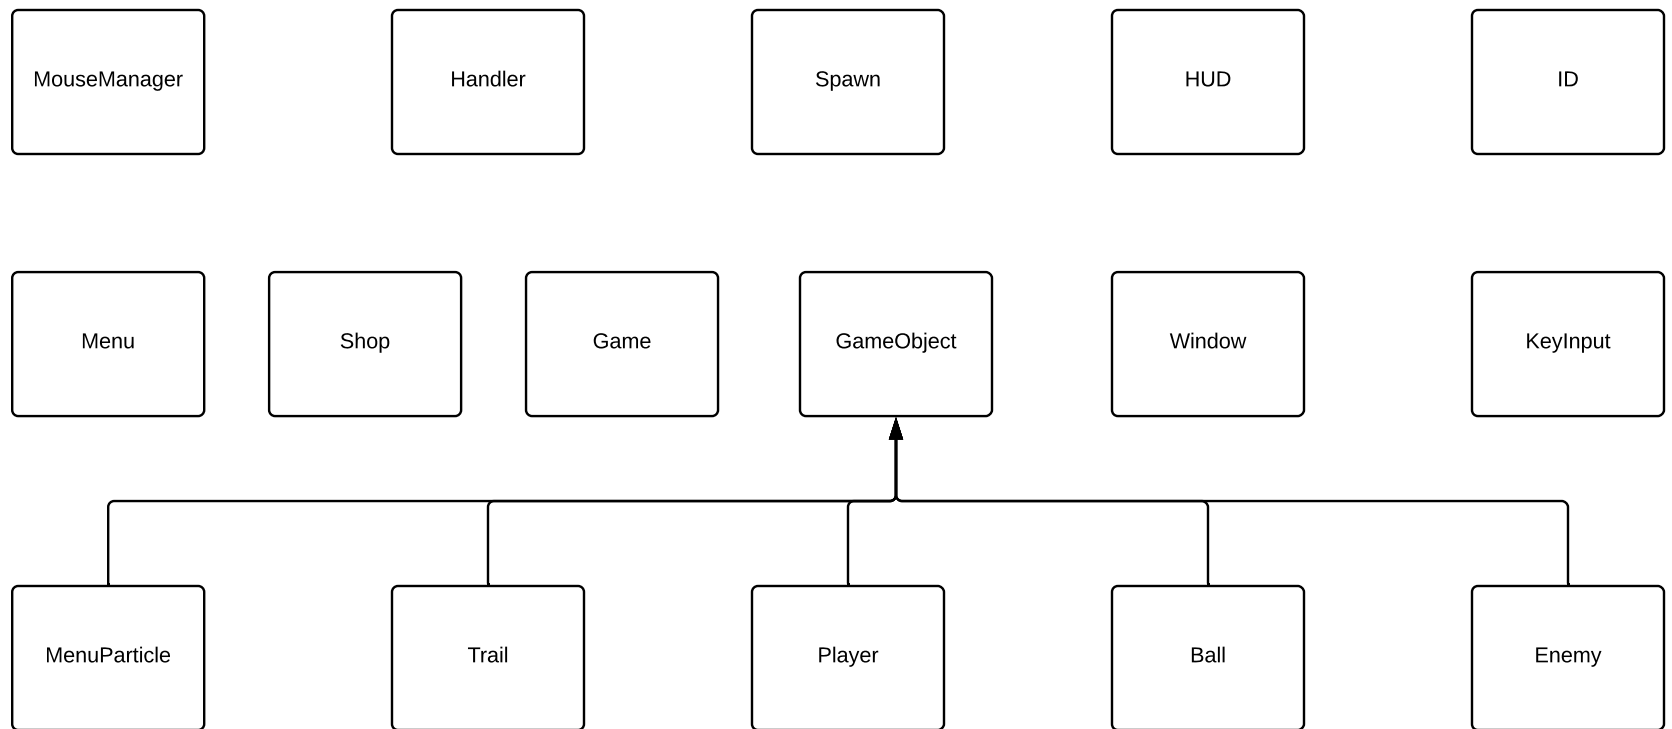 MouseManager
Handler
Spawn
HUD
ID
Menu
Shop
Game
GameObject
Window
KeyInput
MenuParticle
Trail
Player
Ball
Enemy